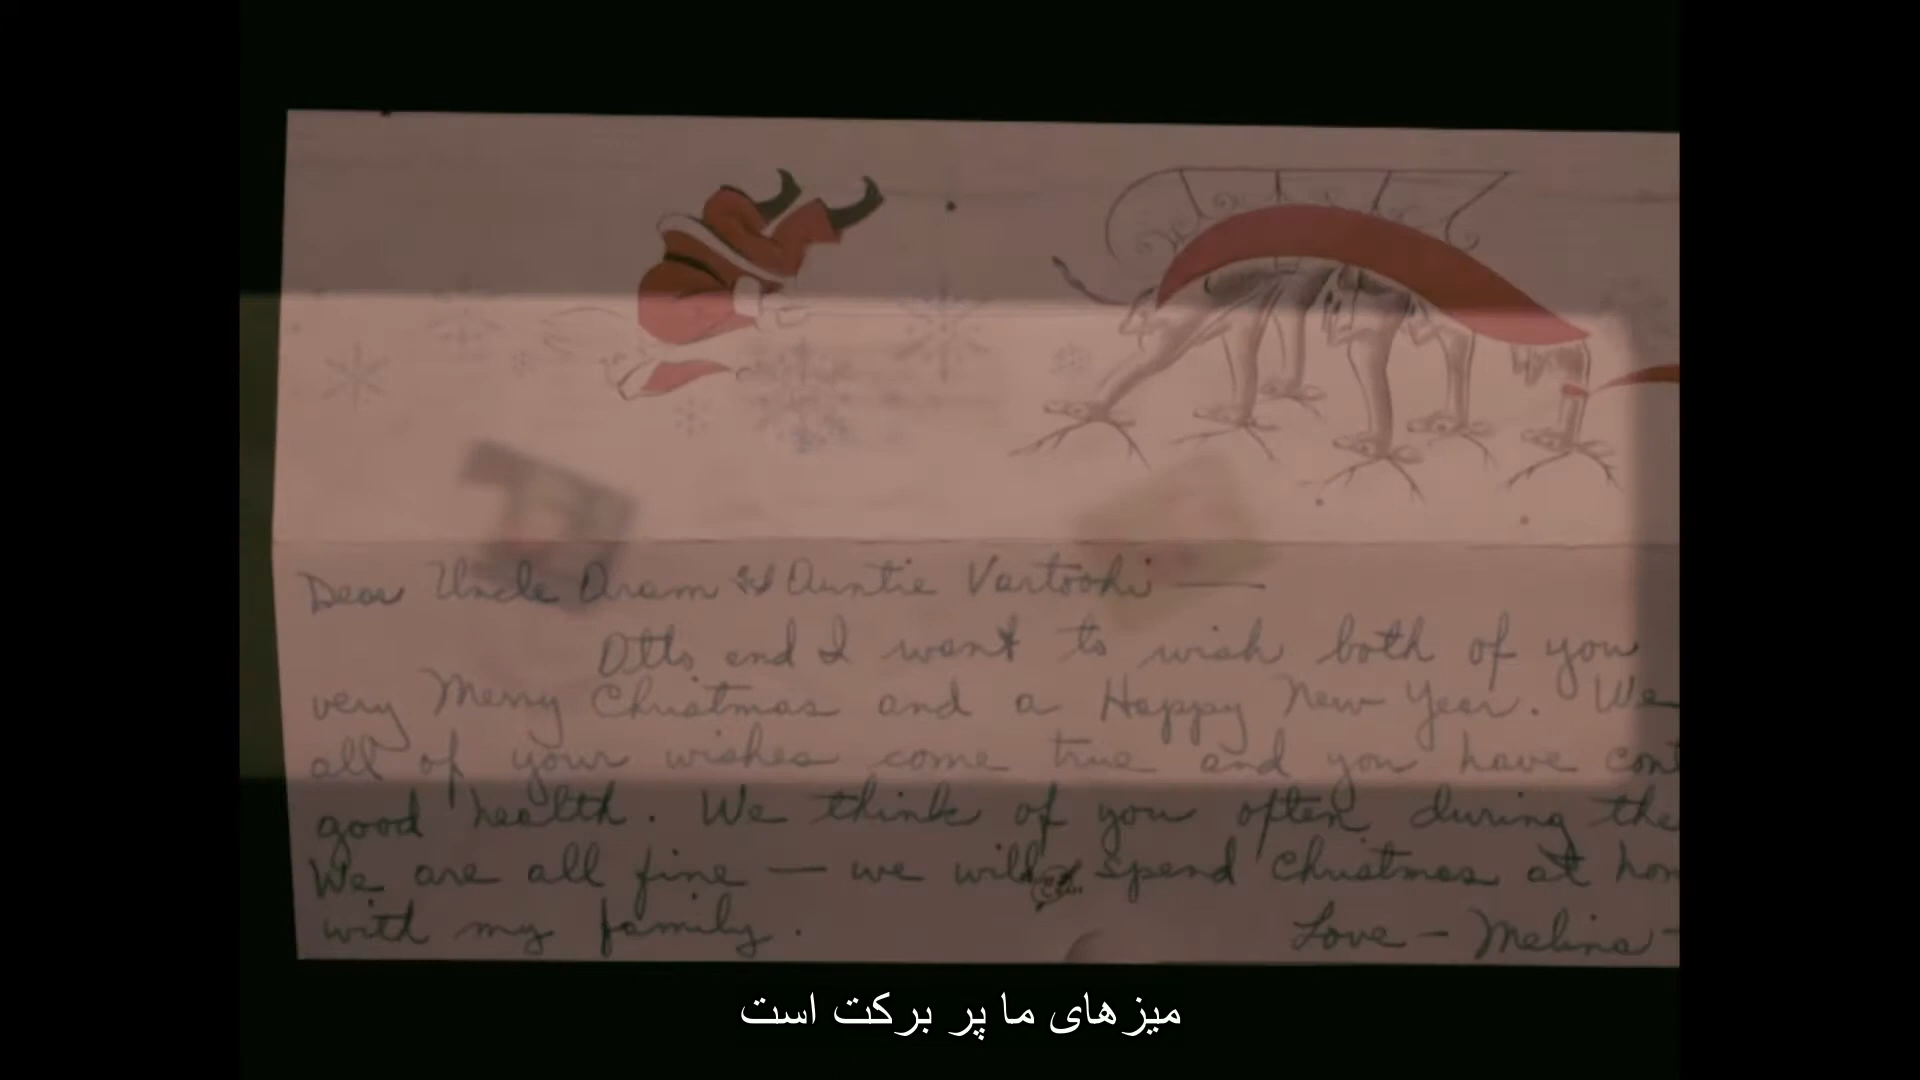 Dear Uncle Aram & Auntie Vartoohi —
Otto and I want to wish both of you
very Merry Christmas and a Happy New Year. We
all of your wishes come true and you have cont
good health. We think of you often during the
We are all fine — we will spend Christmas at hom
with my family.
Love - Melina -
میزهای ما پر برکت است